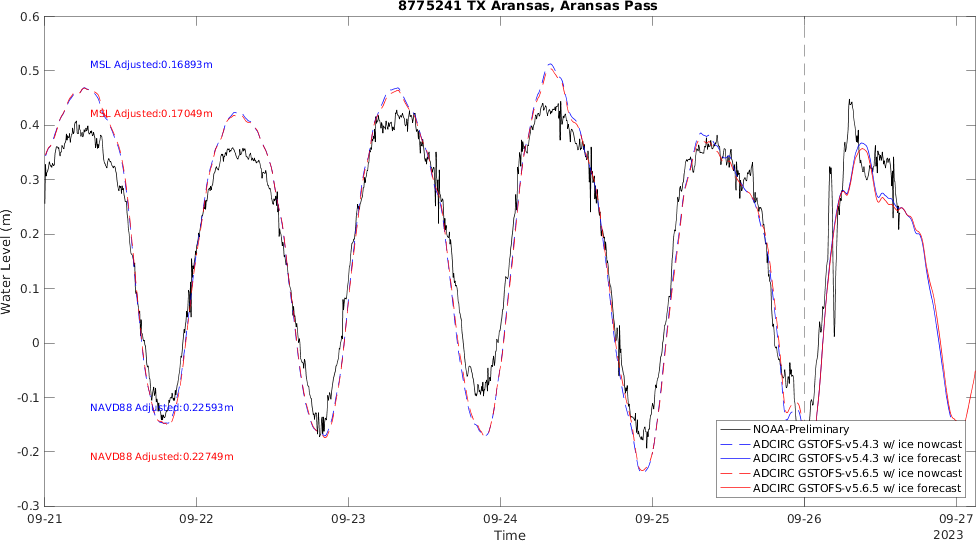 8775241 TX Aransas, Aransas Pass
0.6
0.5
0.4
0.3
0.2
0.1
0
-0.1
-0.2
-0.3
Water Level (m)
MSL Adjusted:0.16893m
MSL Adjusted:0.17049m
NAVD88 Adjusted:0.22593m
NAVD88 Adjusted:0.22749m
NOAA-Preliminary
ADCIRC GSTOFS-v5.4.3 w/ ice nowcast
ADCIRC GSTOFS-v5.4.3 w/ ice forecast
ADCIRC GSTOFS-v5.6.5 w/ ice nowcast
ADCIRC GSTOFS-v5.6.5 w/ ice forecast
09-21 09-22 09-23 09-24 09-25 09-26 09-27
2023
Time